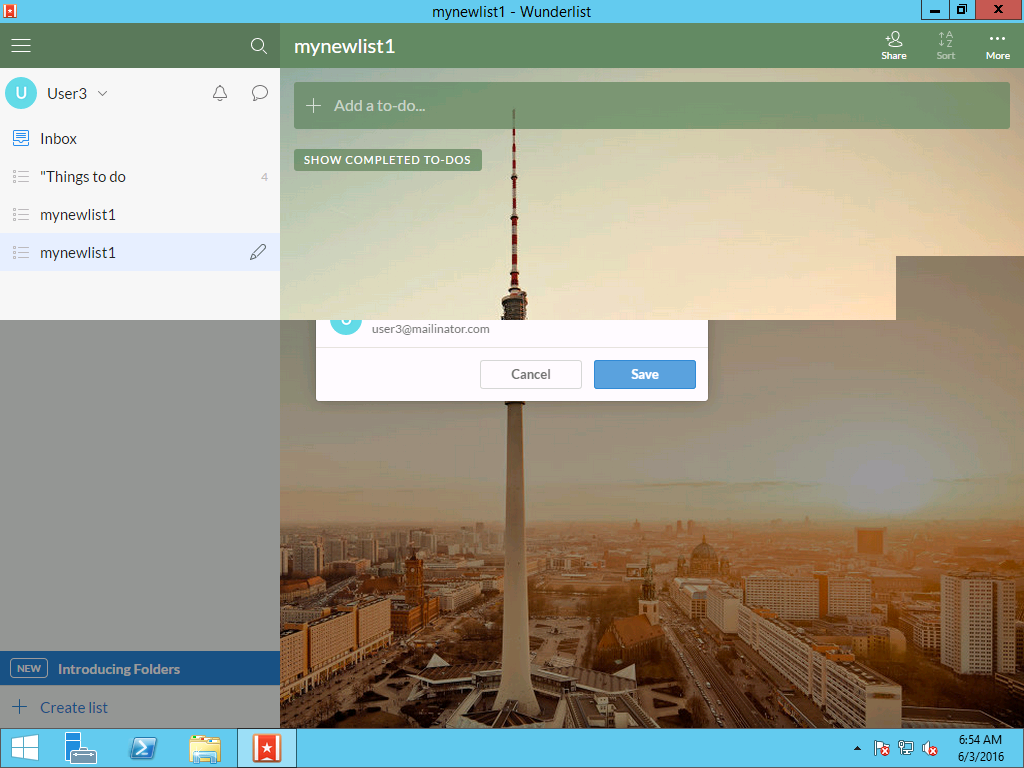 mynewlist1 - Wunderlist
mynewlist1
Share
Sort
More
U
User3
Add a to-do...
Inbox
SHOW COMPLETED TO-DOS
"Things to do
4
mynewlist1
mynewlist1
user3@mailinator.com
Cancel
Save
NEW
Introducing Folders
Create list
6:54 AM
6/3/2016